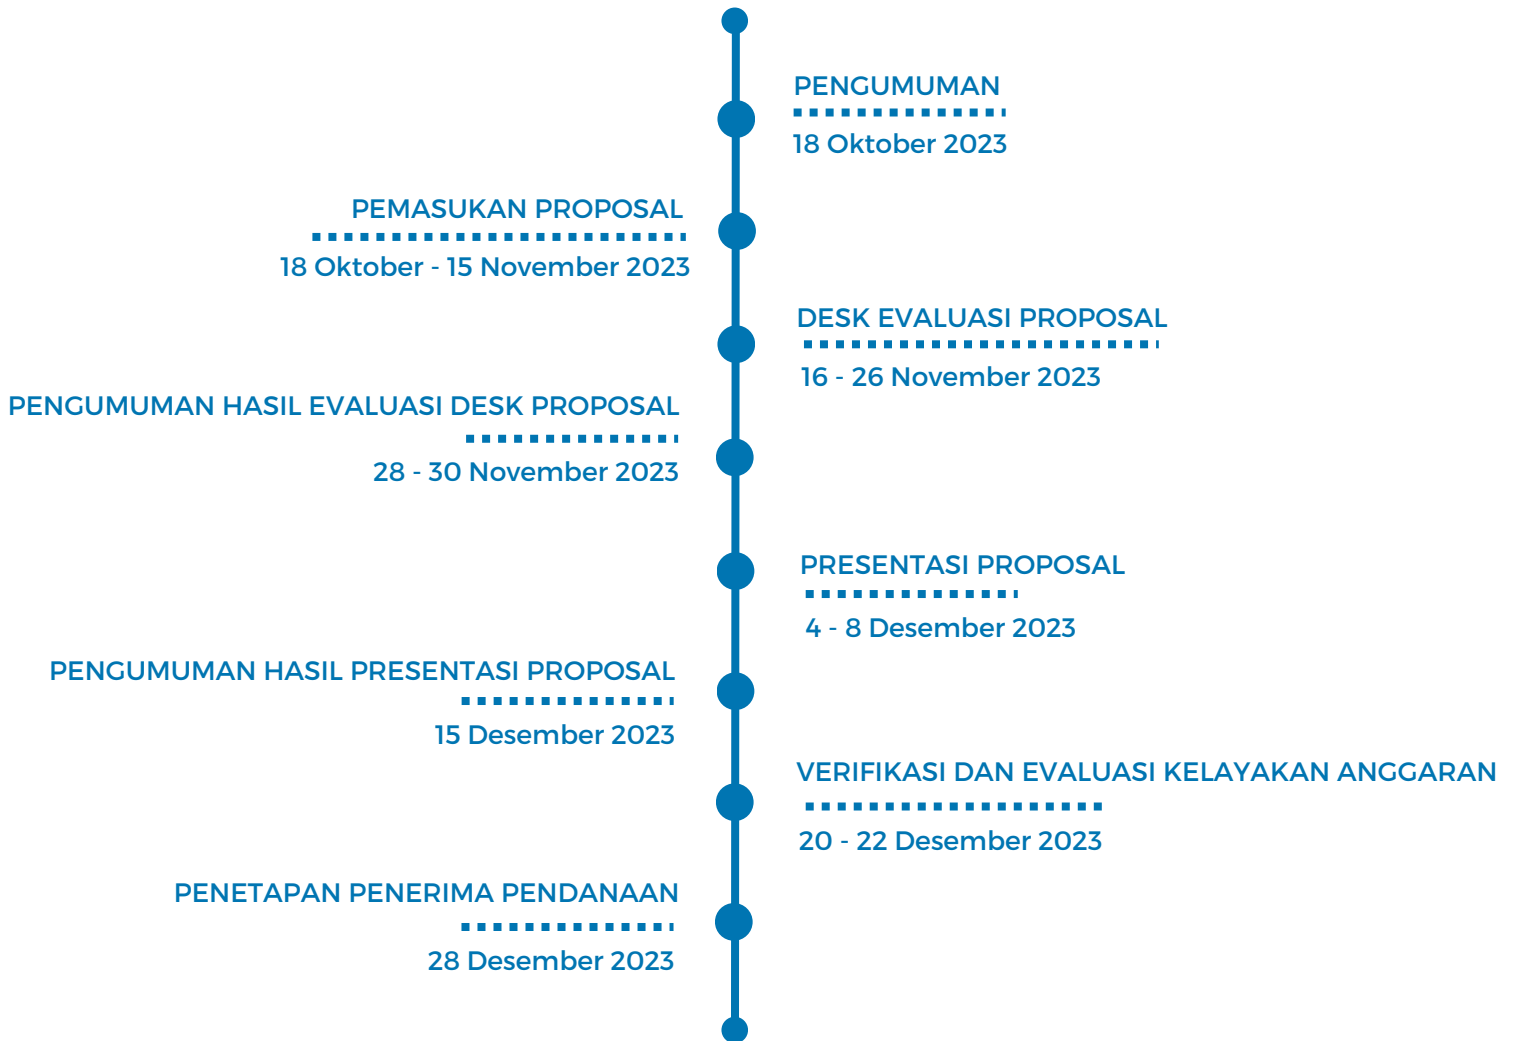 PENGUMUMAN
18 Oktober 2023
PEMASUKAN PROPOSAL
18 Oktober - 15 November 2023
DESK EVALUASI PROPOSAL
16 - 26 November 2023
PENGUMUMAN HASIL EVALUASI DESK PROPOSAL
28 - 30 November 2023
PRESENTASI PROPOSAL
4 - 8 Desember 2023
PENGUMUMAN HASIL PRESENTASI PROPOSAL
15 Desember 2023
VERIFIKASI DAN EVALUASI KELAYAKAN ANGGARAN
20 - 22 Desember 2023
PENETAPAN PENERIMA PENDANAAN
28 Desember 2023